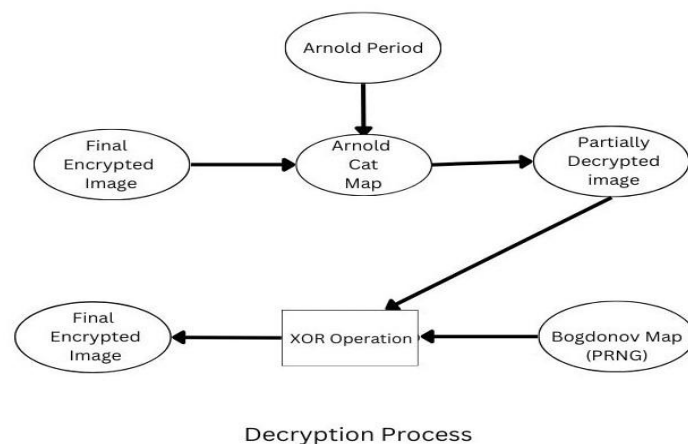 Arnold Period
Final
Encrypted
Image
Arnold
Cat
Map
Partially
Decrypted
image
Final
Encrypted
Image
XOR Operation
Bogdonov Map
(PRNG)
Decryption Process